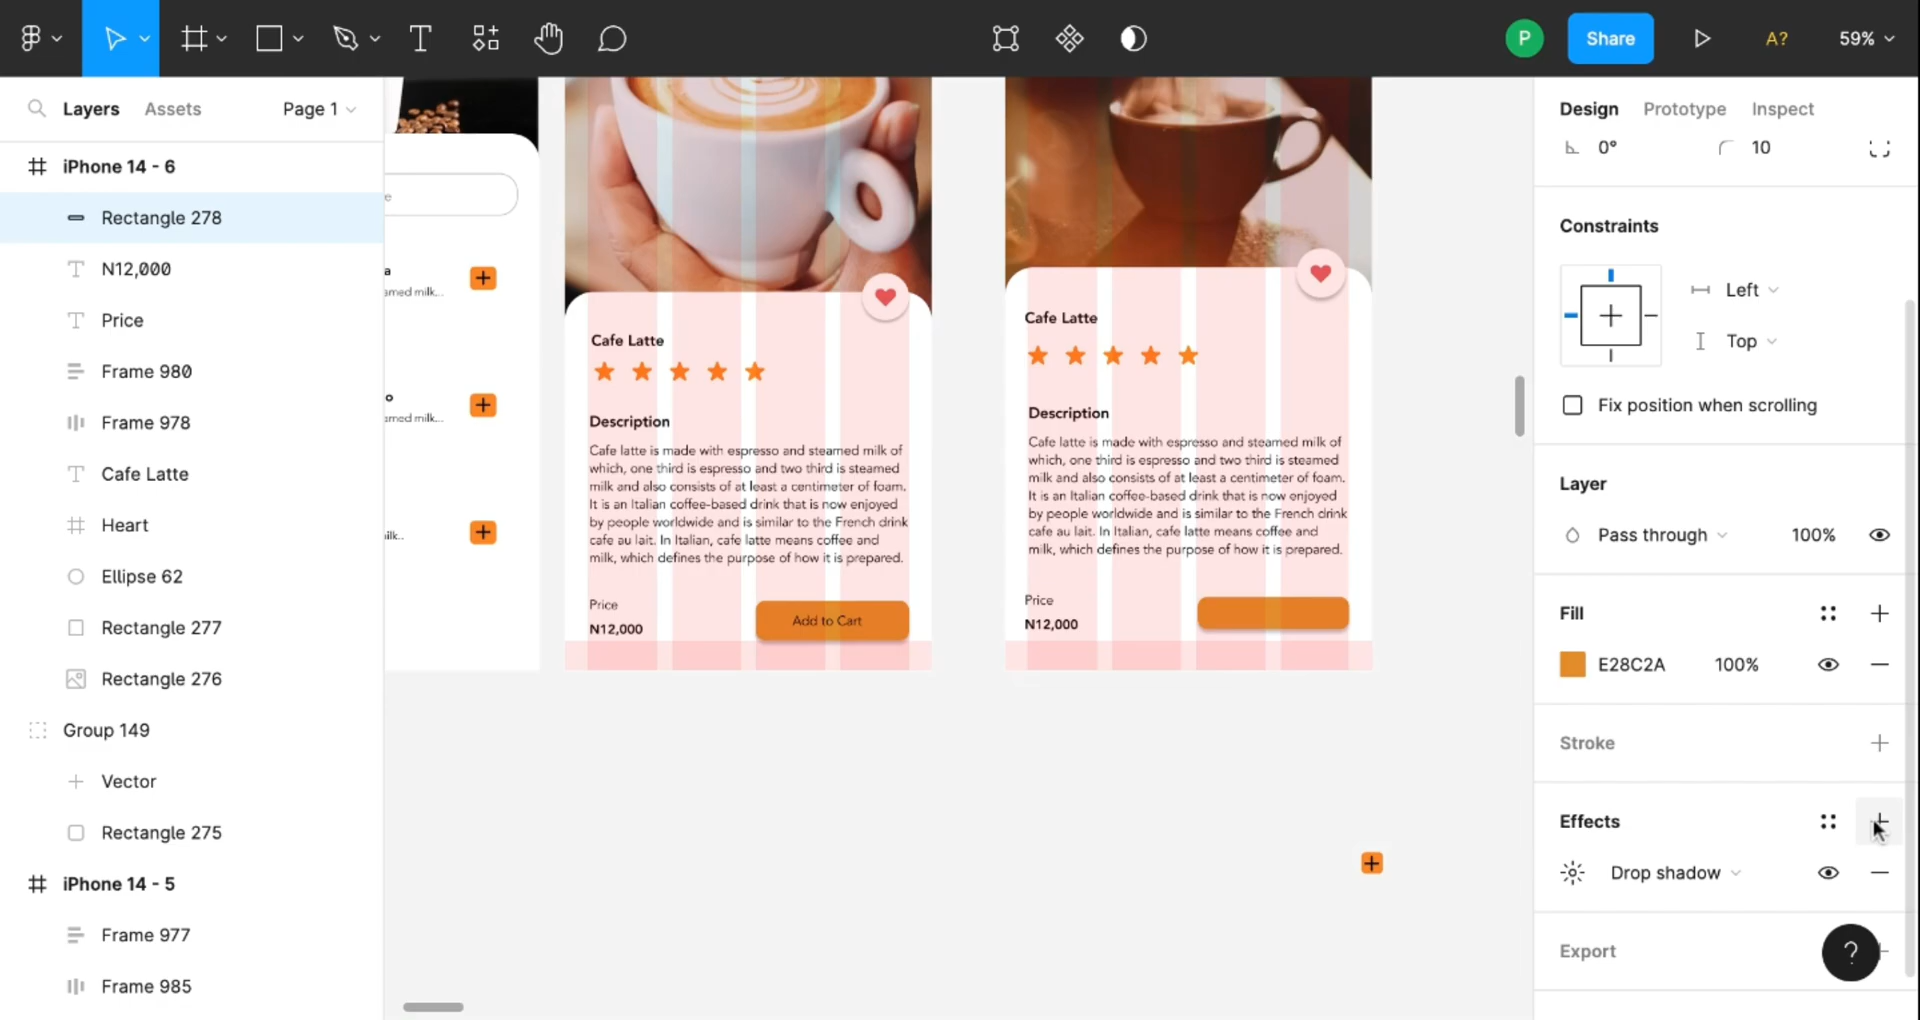 P
Share
A?
59%
Layers
Assets
Page 1
iPhone 14 - 6
Rectangle 278
N12,000
Price
Frame 980
Frame 978
Cafe Latte
Heart
Ellipse 62
Rectangle 277
Rectangle 276
Group 149
Vector
Rectangle 275
iPhone 14 - 5
Frame 977
Frame 985
e
a
amed milk...
o
amed milk...
ilk..
Cafe Latte
Description
Cafe latte is made with espresso and steamed milk of
which, one third is espresso and two third is steamed
milk and also consists of at least a centimeter of foam.
It is an Italian coffee-based drink that is now enjoyed
by people worldwide and is similar to the French drink
cafe au lait. In Italian, cafe latte means coffee and
milk, which defines the purpose of how it is prepared.
Price
N12,000
Add to Cart
Cafe Latte
Description
Cafe latte is made with espresso and steamed milk of
which, one third is espresso and two third is steamed
milk and also consists of at least a centimeter of foam.
It is an Italian coffee-based drink that is now enjoyed
by people worldwide and is similar to the French drink
cafe au lait. In Italian, cafe latte means coffee and
milk, which defines the purpose of how it is prepared.
Price
N12,000
Design
Prototype
Inspect
0°
10
Constraints
Left
Top
Fix position when scrolling
Layer
Pass through
100%
Fill
E28C2A
100%
Stroke
Effects
Drop shadow
Export
?